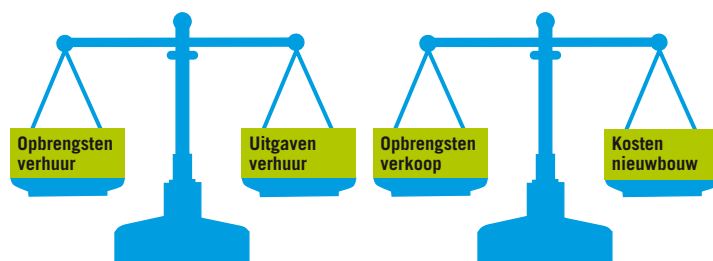 Opbrengsten
verhuur
Uitgaven
verhuur
Opbrengsten
verkoop
Kosten
nieuwbouw